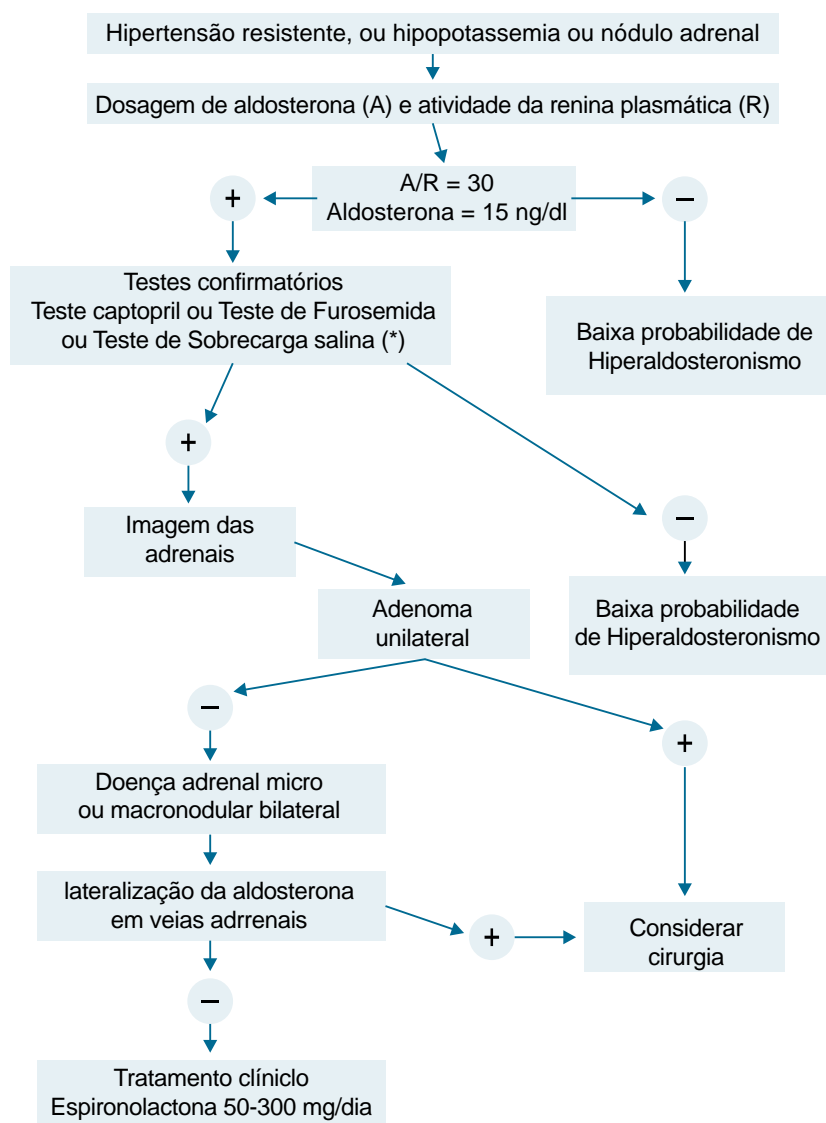 Hipertensão resistente, ou hipopotassemia ou nódulo adrenal
Dosagem de aldosterona (A) e atividade da renina plasmática (R)
A/R = 30
Aldosterona = 15 ng/dl
+
−
Testes confirmatórios
Teste captopril ou Teste de Furosemida
ou Teste de Sobrecarga salina (*)
Baixa probabilidade de
Hiperaldosteronismo
+
−
Imagem das
adrenais
Baixa probabilidade
de Hiperaldosteronismo
Adenoma
unilateral
−
+
Doença adrenal micro
ou macronodular bilateral
lateralização da aldosterona
em veias adrrenais
+
Considerar
cirurgia
−
Tratamento clíniclo
Espironolactona 50-300 mg/dia